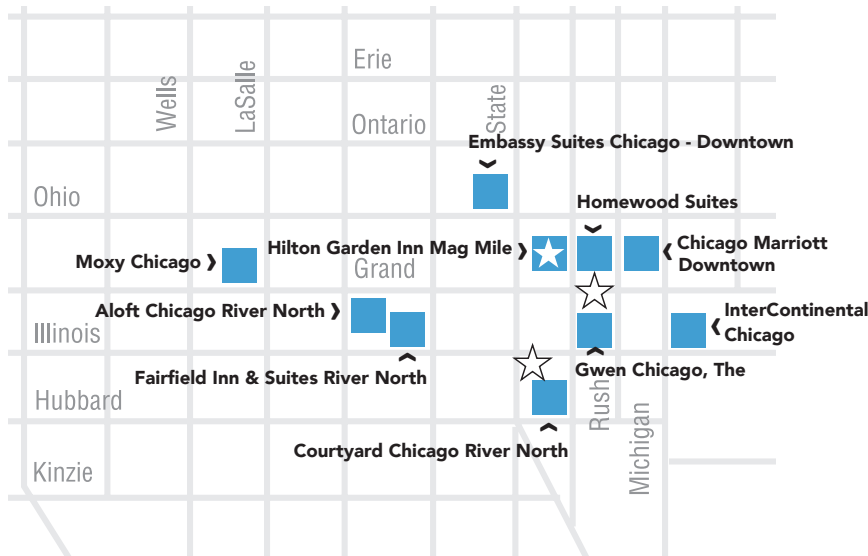 Erie
Wells
LaSalle
State
Ontario
Embassy Suites Chicago - Downtown
Ohio
Homewood Suites
Hilton Garden Inn Mag Mile
Chicago Marriott
Downtown
Moxy Chicago
Grand
Aloft Chicago River North
InterContinental
Chicago
Illinois
Gwen Chicago, The
Fairfield Inn & Suites River North
Hubbard
Rush
Michigan
Courtyard Chicago River North
Kinzie